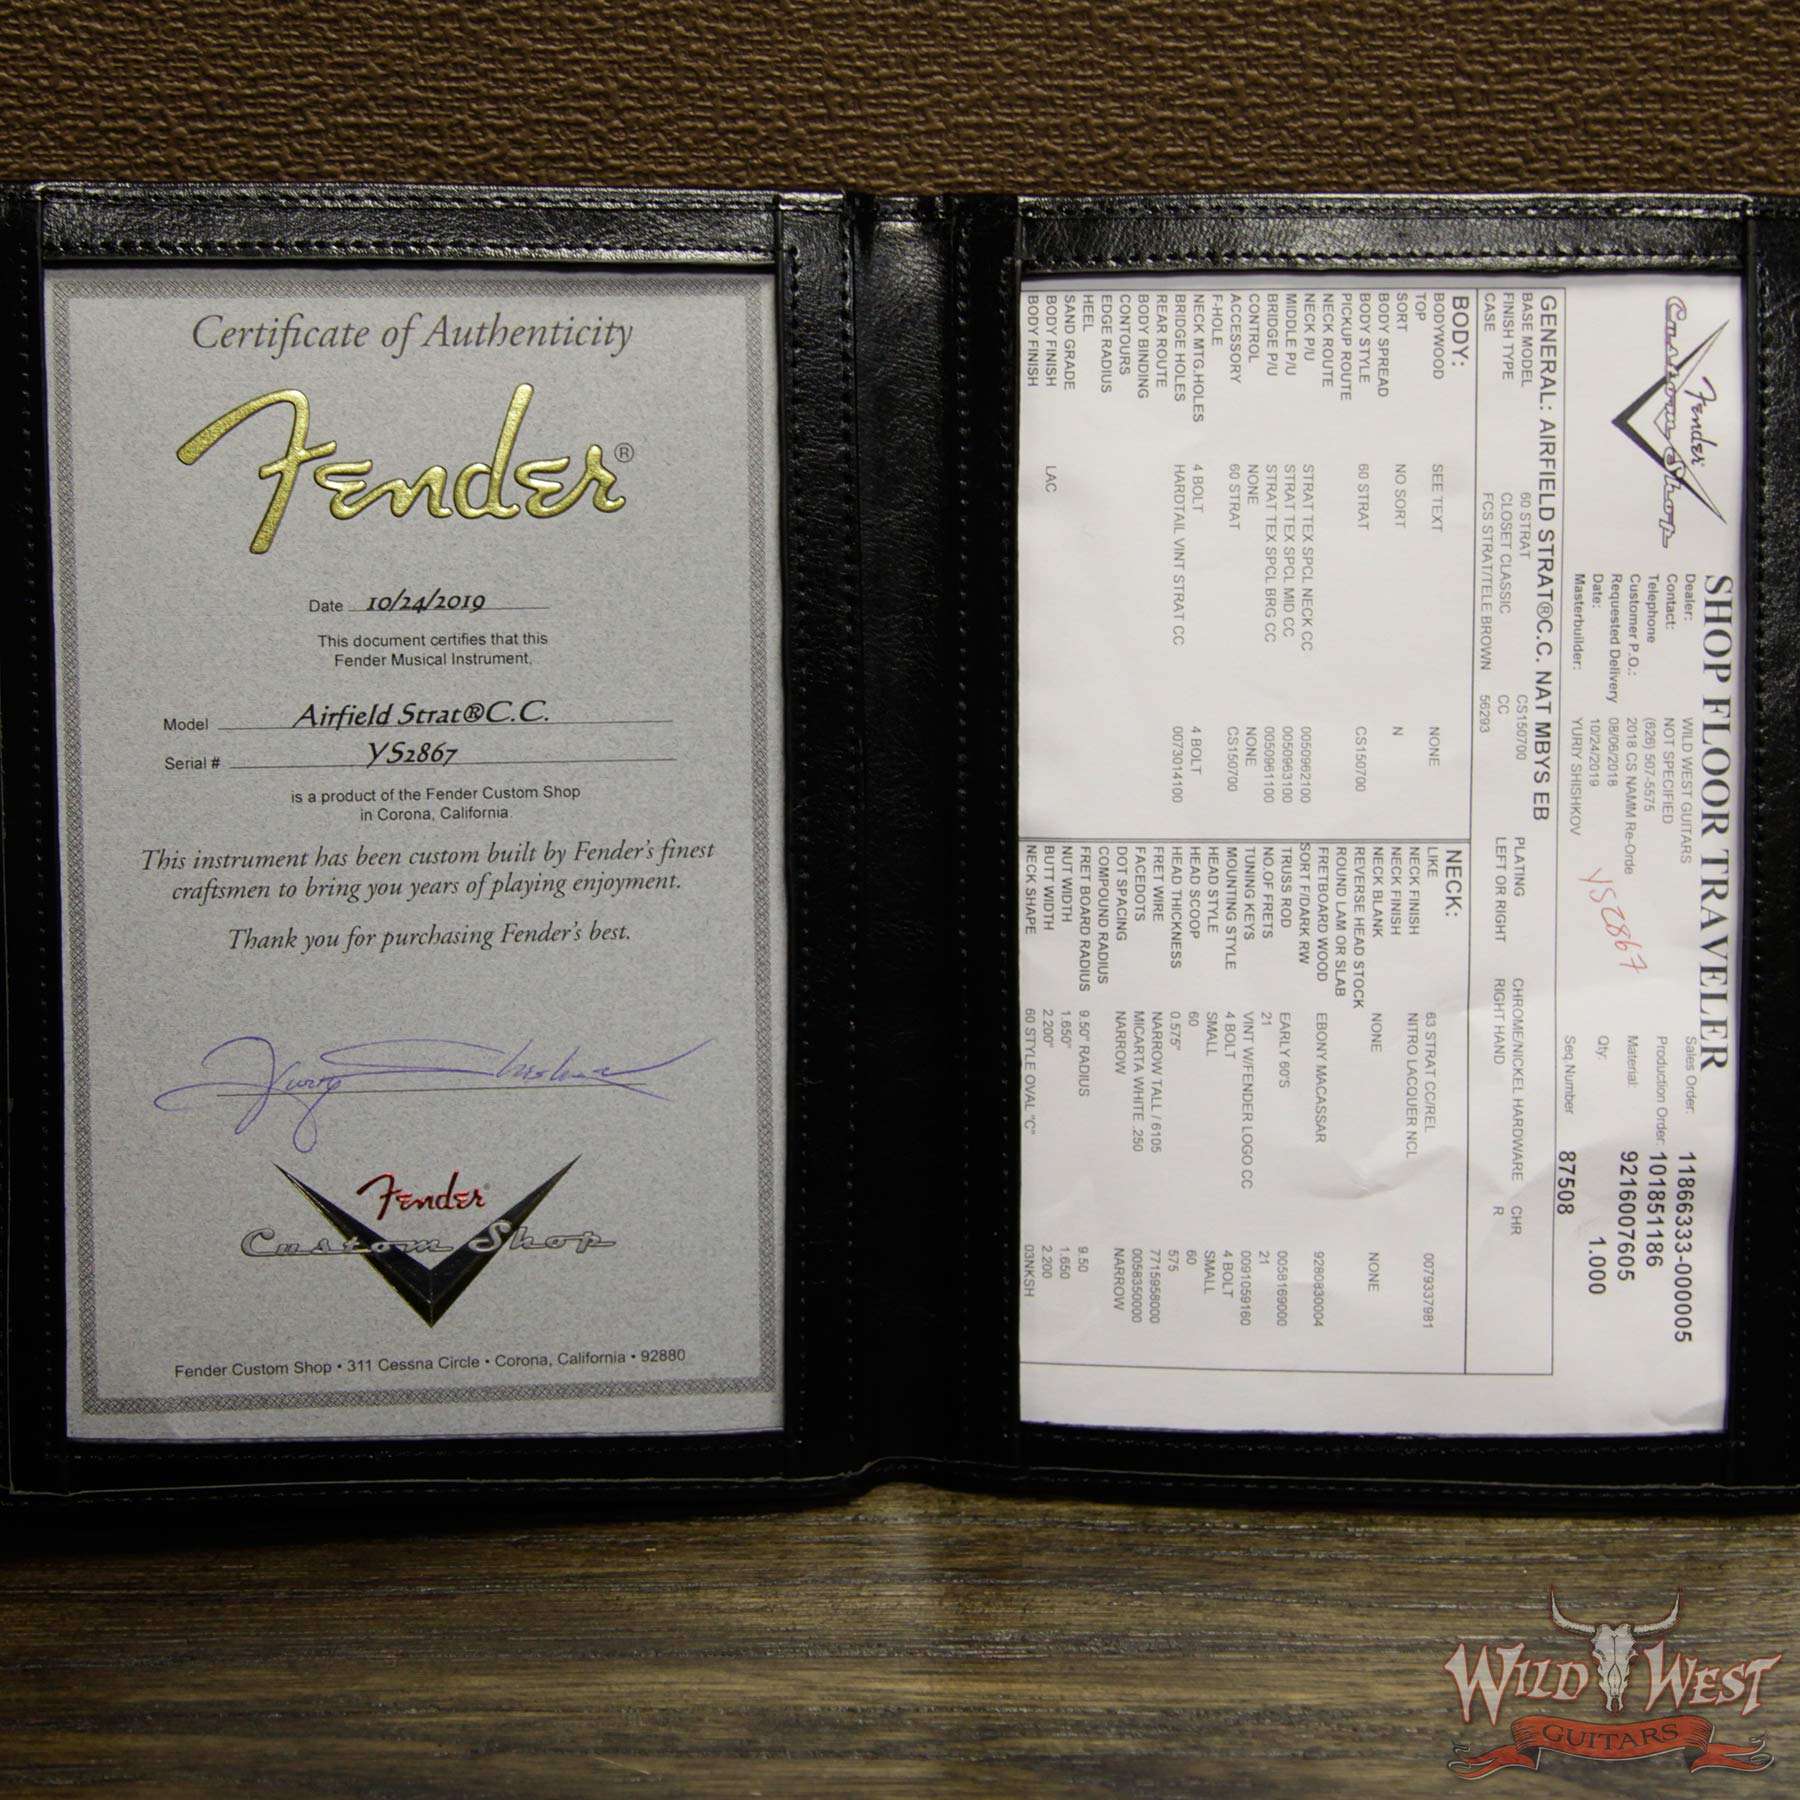 Certificate of Authenticity
Fender®
Date 10/24/2019
This document certifies that this
Fender Musical Instrument,
Model Airfield Strat®C.C.
Serial # YS2867
is a product of the Fender Custom Shop
in Corona, California
This instrument has been custom built by Fender's finest
craftsmen to bring you years of playing enjoyment.
Thank you for purchasing Fender's best.
Fender
Custom Shop
Fender Custom Shop • 311 Cessna Circle • Corona, California • 92880
Fender
Custom Shop
SHOP FLOOR TRAVELER
Dealer: WILD WEST GUITARS
Contact: NOT SPECIFIED
Telephone (626) 507-5575
Customer P.O.: 2018 CS NAMM Re-Orde
Requested Delivery 08/06/2018
Date: 10/24/2019
Masterbuilder: YURIY SHISHKOV
YS2867
Sales Order: 11866333-000005
Production Order: 101851186
Material: 9216007605
Qty: 1.000
Seq Number 87508
GENERAL: AIRFIELD STRAT®C.C. NAT MBYS EB
BASE MODEL 60 STRAT CS150700 PLATING CHROME/NICKEL HARDWARE CHR
FINISH TYPE CLOSET CLASSIC CC LEFT OR RIGHT RIGHT HAND R
CASE FCS STRAT/TELE BROWN 56293
BODY:
BODYWOOD SEE TEXT NONE
TOP
SORT NO SORT N
BODY SPREAD
BODY STYLE 60 STRAT CS150700
PICKUP ROUTE
NECK ROUTE
NECK P/U STRAT TEX SPCL NECK CC 0050962100
MIDDLE P/U STRAT TEX SPCL MID CC 0050963100
BRIDGE P/U STRAT TEX SPCL BRG CC 0050961100
CONTROL NONE NONE
ACCESSORY 60 STRAT CS150700
F-HOLE
NECK MTG.HOLES 4 BOLT 4 BOLT
BRIDGE HOLES HARDTAIL VINT STRAT CC 0073014100
REAR ROUTE
BODY BINDING
CONTOURS
EDGE RADIUS
HEEL
SAND GRADE
BODY FINISH LAC
BODY FINISH
NECK:
LIKE 63 STRAT CC/REL 0079337981
NECK FINISH NITRO LACQUER NCL
NECK FINISH
NECK BLANK NONE NONE
REVERSE HEAD STOCK
ROUND LAM OR SLAB
FRETBOARD WOOD EBONY MACASSAR 9280830004
SORT F/DARK RW
TRUSS ROD EARLY 60'S 0058169000
NO.OF FRETS 21 21
TUNING KEYS VINT W/FENDER LOGO CC 0091059160
MOUNTING STYLE 4 BOLT 4 BOLT
HEAD STYLE SMALL SMALL
HEAD SCOOP 60 60
HEAD THICKNESS 0.575" 575
FRET WIRE NARROW TALL / 6105 7715958000
FACEDOTS MICARTA WHITE .250 0058350000
DOT SPACING NARROW NARROW
COMPOUND RADIUS
FRET BOARD RADIUS 9.50" RADIUS 9.50
NUT WIDTH 1.650" 1.650
BUTT WIDTH 2.200" 2.200
NECK SHAPE 60 STYLE OVAL "C" 03NKSH
WILD WEST
GUITARS